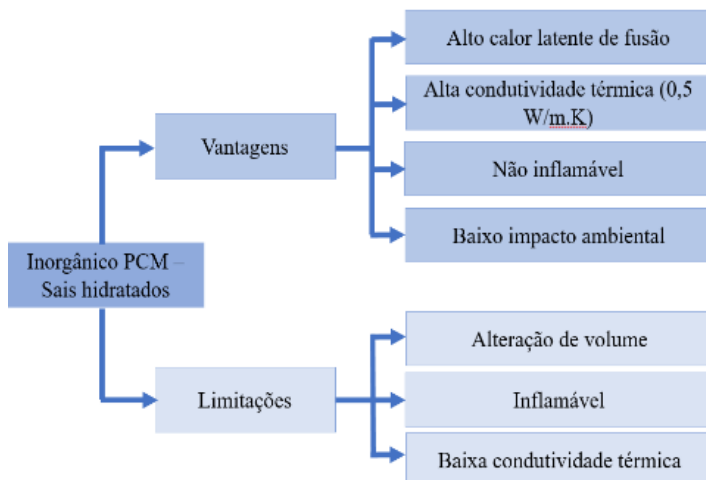 Alto calor latente de fusão
Alta condutividade térmica (0,5
W/m.K)
Vantagens
Não inflamável
Baixo impacto ambiental
Inorgânico PCM –
Sais hidratados
Alteração de volume
Limitações
Inflamável
Baixa condutividade térmica